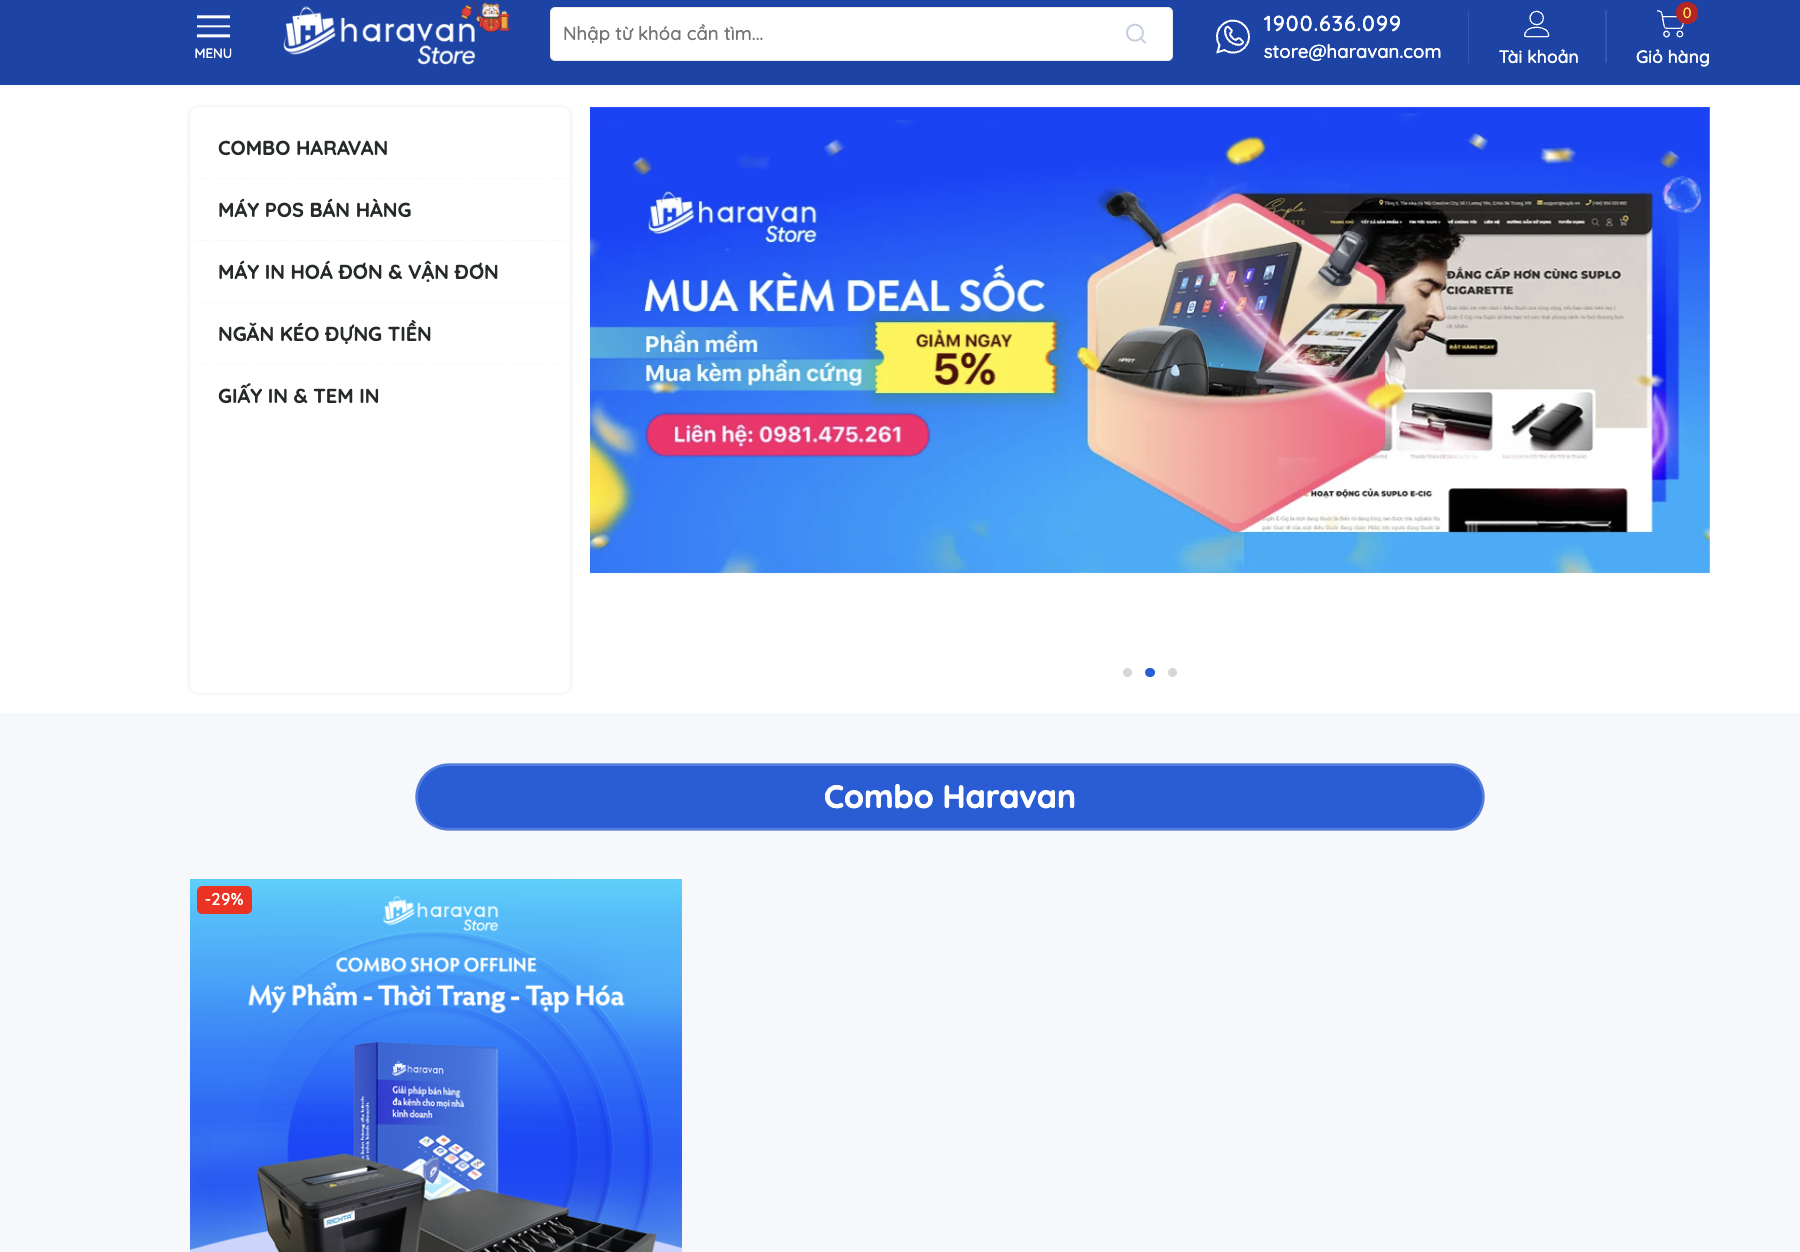 MENU
haravan
Store
Nhập từ khóa cần tìm...
1900.636.099
store@haravan.com
Tài khoản
0
Giỏ hàng
COMBO HARAVAN
MÁY POS BÁN HÀNG
MÁY IN HOÁ ĐƠN & VẬN ĐƠN
NGĂN KÉO ĐỰNG TIỀN
GIẤY IN & TEM IN
haravan
Store
MUA KÈM DEAL SỐC
Phần mềm
Mua kèm phần cứng
GIẢM NGAY
5%
Liên hệ: 0981.475.261
ĐẲNG CẤP HƠN CÙNG SUPLO
CIGARETTE
ĐẶT HÀNG NGAY
HOẠT ĐỘNG CỦA SUPLO E-CIG
Combo Haravan
-29%
haravan
Store
COMBO SHOP OFFLINE
Mỹ Phẩm - Thời Trang - Tạp Hóa
haravan
Giải pháp bán hàng
đa kênh cho mọi nhà
kinh doanh